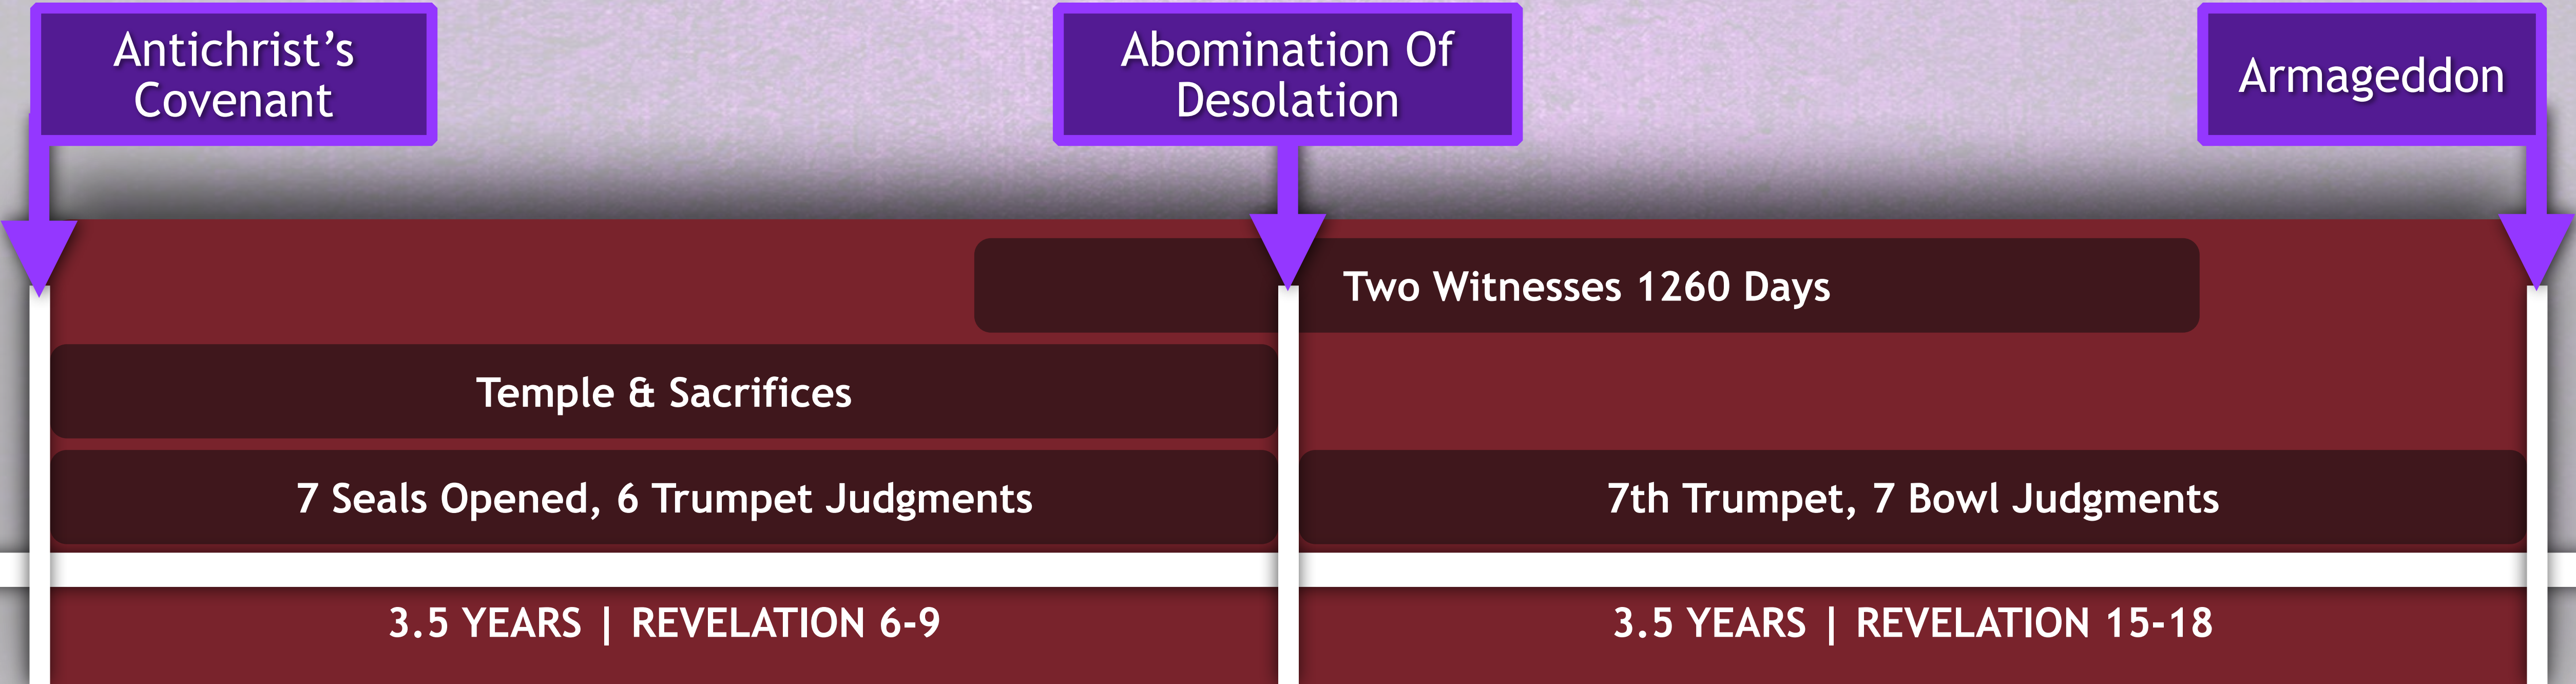 Antichrist’s
Covenant
Abomination Of
Desolation
Armageddon
Two Witnesses 1260 Days
Temple & Sacrifices
7 Seals Opened, 6 Trumpet Judgments
7th Trumpet, 7 Bowl Judgments
3.5 YEARS | REVELATION 6-9
3.5 YEARS | REVELATION 15-18